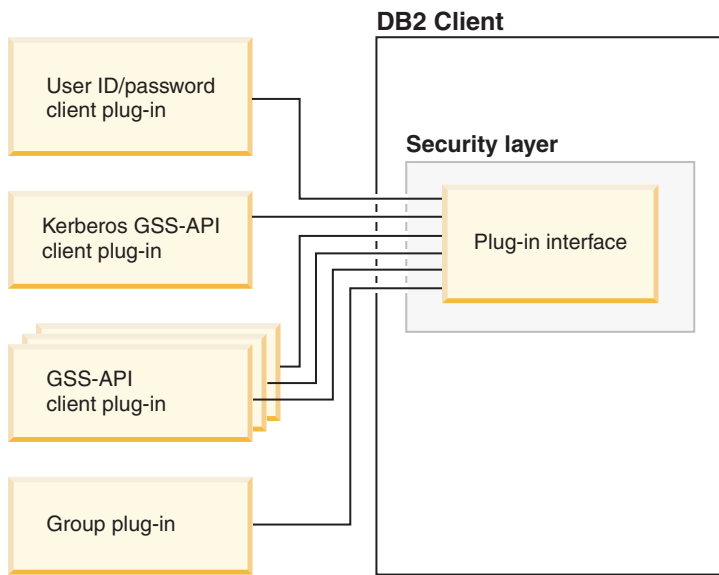 DB2 Client
User ID/password
client plug-in
Security layer
Kerberos GSS-API
client plug-in
Plug-in interface
GSS-API
client plug-in
Group plug-in